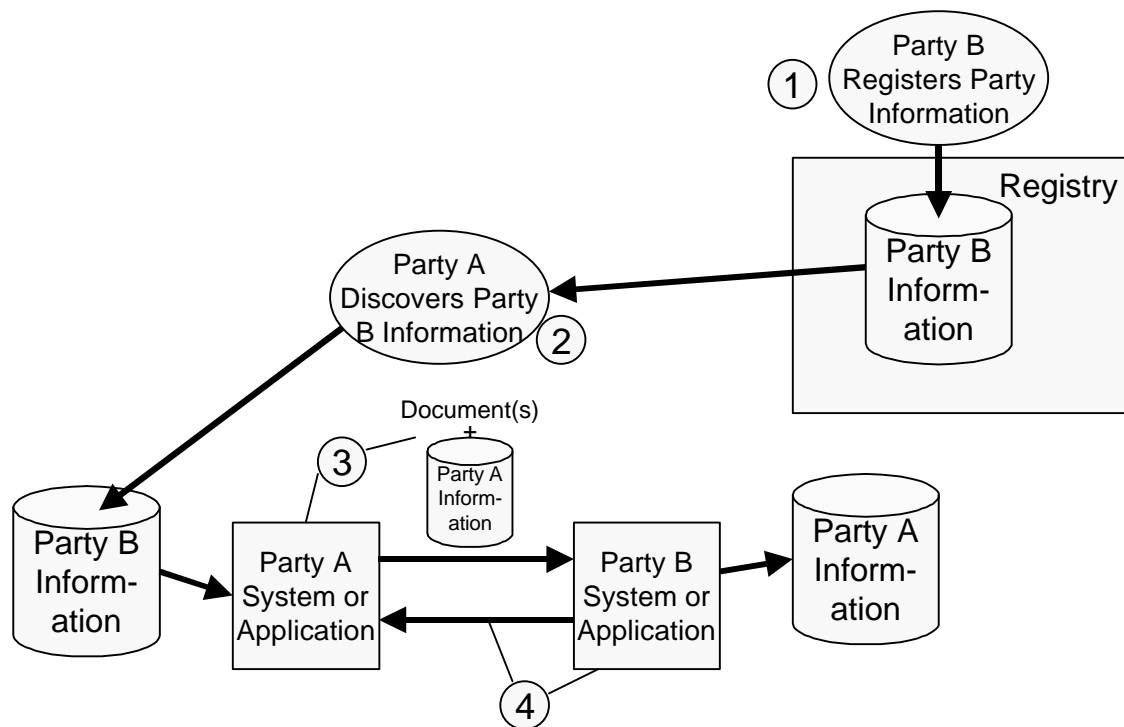 Party B
Registers Party
Information
1
Registry
Party B
Inform-
ation
Party A
Discovers Party
B Information
2
Document(s)
+
Party A
Inform-
ation
3
Party B
Inform-
ation
Party A
System or
Application
Party B
System or
Application
Party A
Inform-
ation
4